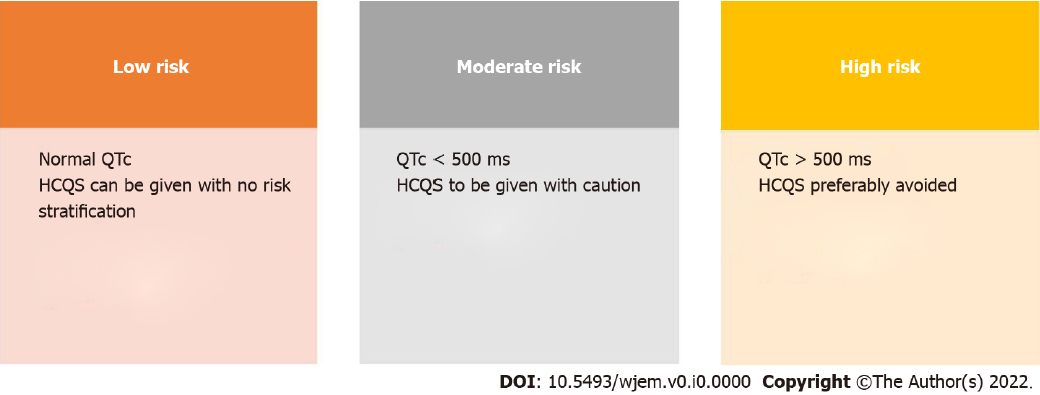 Low risk
Normal QTc
HCQS can be given with no risk
stratification
Moderate risk
QTc < 500 ms
HCQS to be given with caution
High risk
QTc > 500 ms
HCQS preferably avoided
DOI: 10.5493/wjem.v0.i0.0000 Copyright ©The Author(s) 2022.